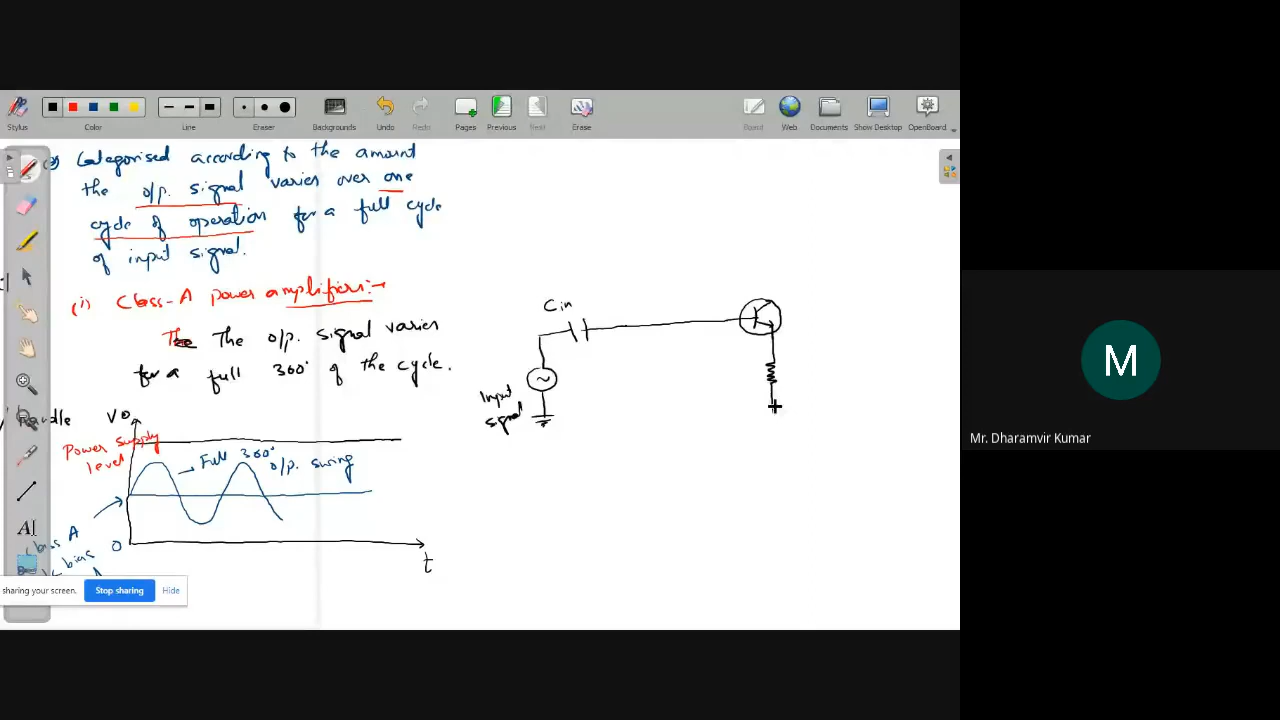 Stylus
Color
Line
Eraser
Backgrounds
Undo
Redo
Pages
Previous
Next
Erase
Board
Web
Documents
Show Desktop
OpenBoard
Categorised according to the amount
the o/p. signal varies over one
cycle of operation for a full cycle
of input signal.
(i) Class-A power amplifiers:-
The The o/p. signal varies
for a full 360° of the cycle.
handle
Power supply
level
Full 360°
o/p. swing
Class A
bias
0
t
sharing your screen.
Stop sharing
Hide
Cin
Input
signal
M
Mr. Dharamvir Kumar